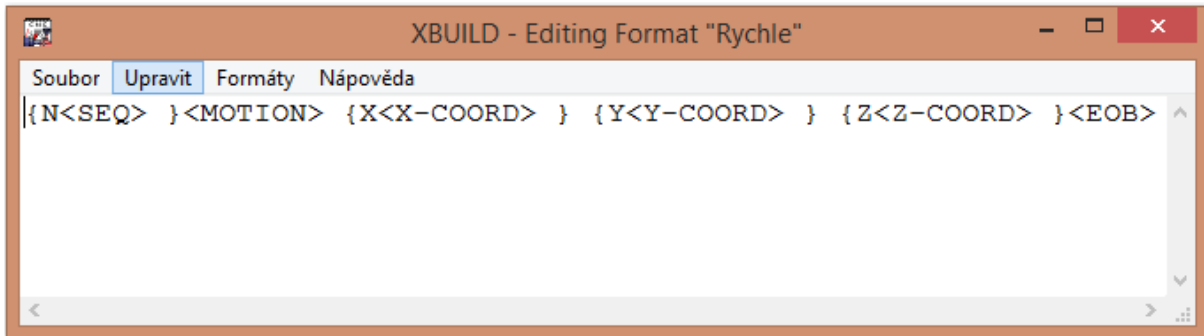 XBUILD - Editing Format "Rychle"
Soubor Upravit Formáty Nápověda
{N<SEQ> }<MOTION> {X<X-COORD> } {Y<Y-COORD> } {Z<Z-COORD> }<EOB>